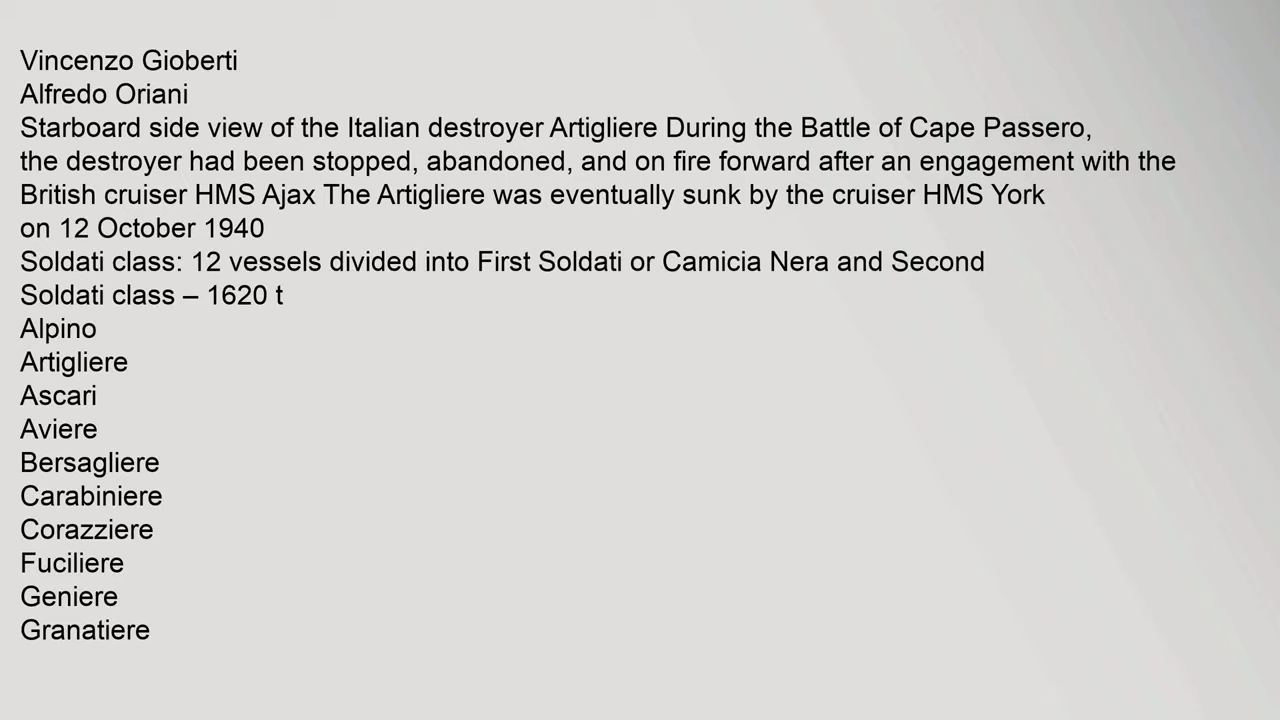 Vincenzo Gioberti
Alfredo Oriani
Starboard side view of the Italian destroyer Artigliere During the Battle of Cape Passero,
the destroyer had been stopped, abandoned, and on fire forward after an engagement with the
British cruiser HMS Ajax The Artigliere was eventually sunk by the cruiser HMS York
on 12 October 1940
Soldati class: 12 vessels divided into First Soldati or Camicia Nera and Second
Soldati class – 1620 t
Alpino
Artigliere
Ascari
Aviere
Bersagliere
Carabiniere
Corazziere
Fuciliere
Geniere
Granatiere